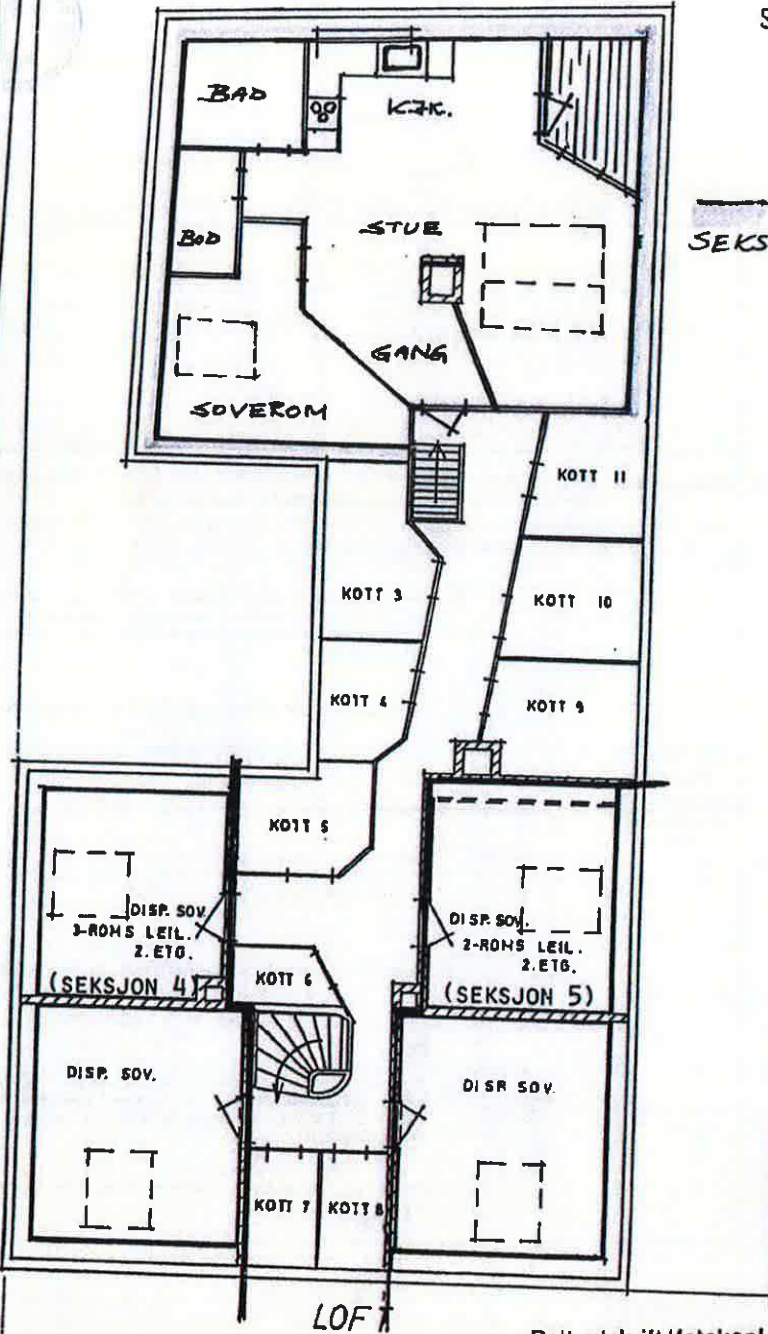 S
BAD
KJK.
STUE
BOD
SEKS
GANG
SOVEROM
KOTT 11
KOTT 3
KOTT 10
KOTT 4
KOTT 9
KOTT 5
DISP. SOV.
3-ROMS LEIL.
2. ETG.
(SEKSJON 4)
DISP. SOV.
2-ROMS LEIL.
2. ETG.
(SEKSJON 5)
KOTT 6
DISP. SOV.
DISP SOV.
KOTT 7
KOTT 8
LOFT